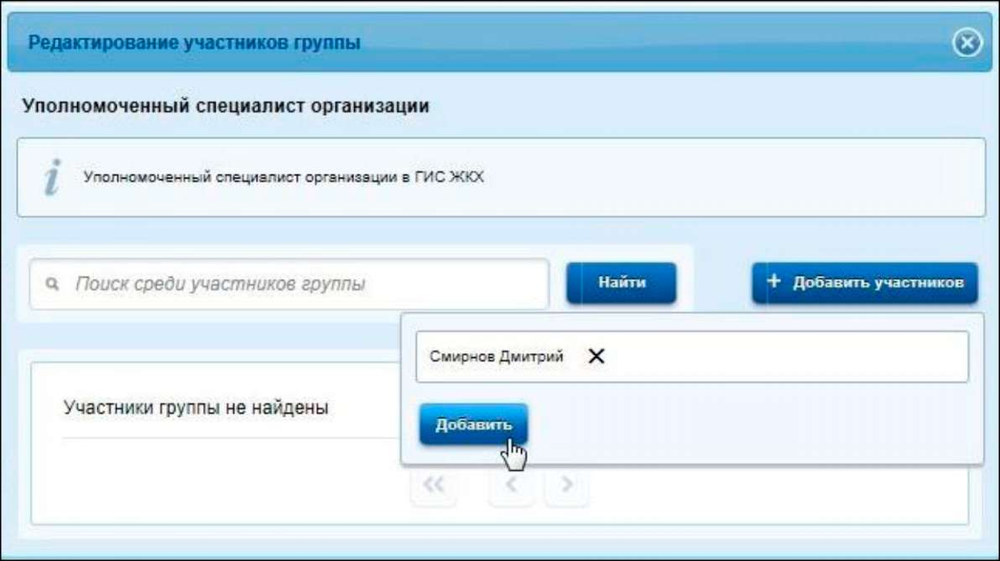 Редактирование участников группы
Уполномоченный специалист организации
Уполномоченный специалист организации в ГИС ЖКХ
Поиск среди участников группы
Найти
+ Добавить участников
Смирнов Дмитрий
Участники группы не найдены
Добавить